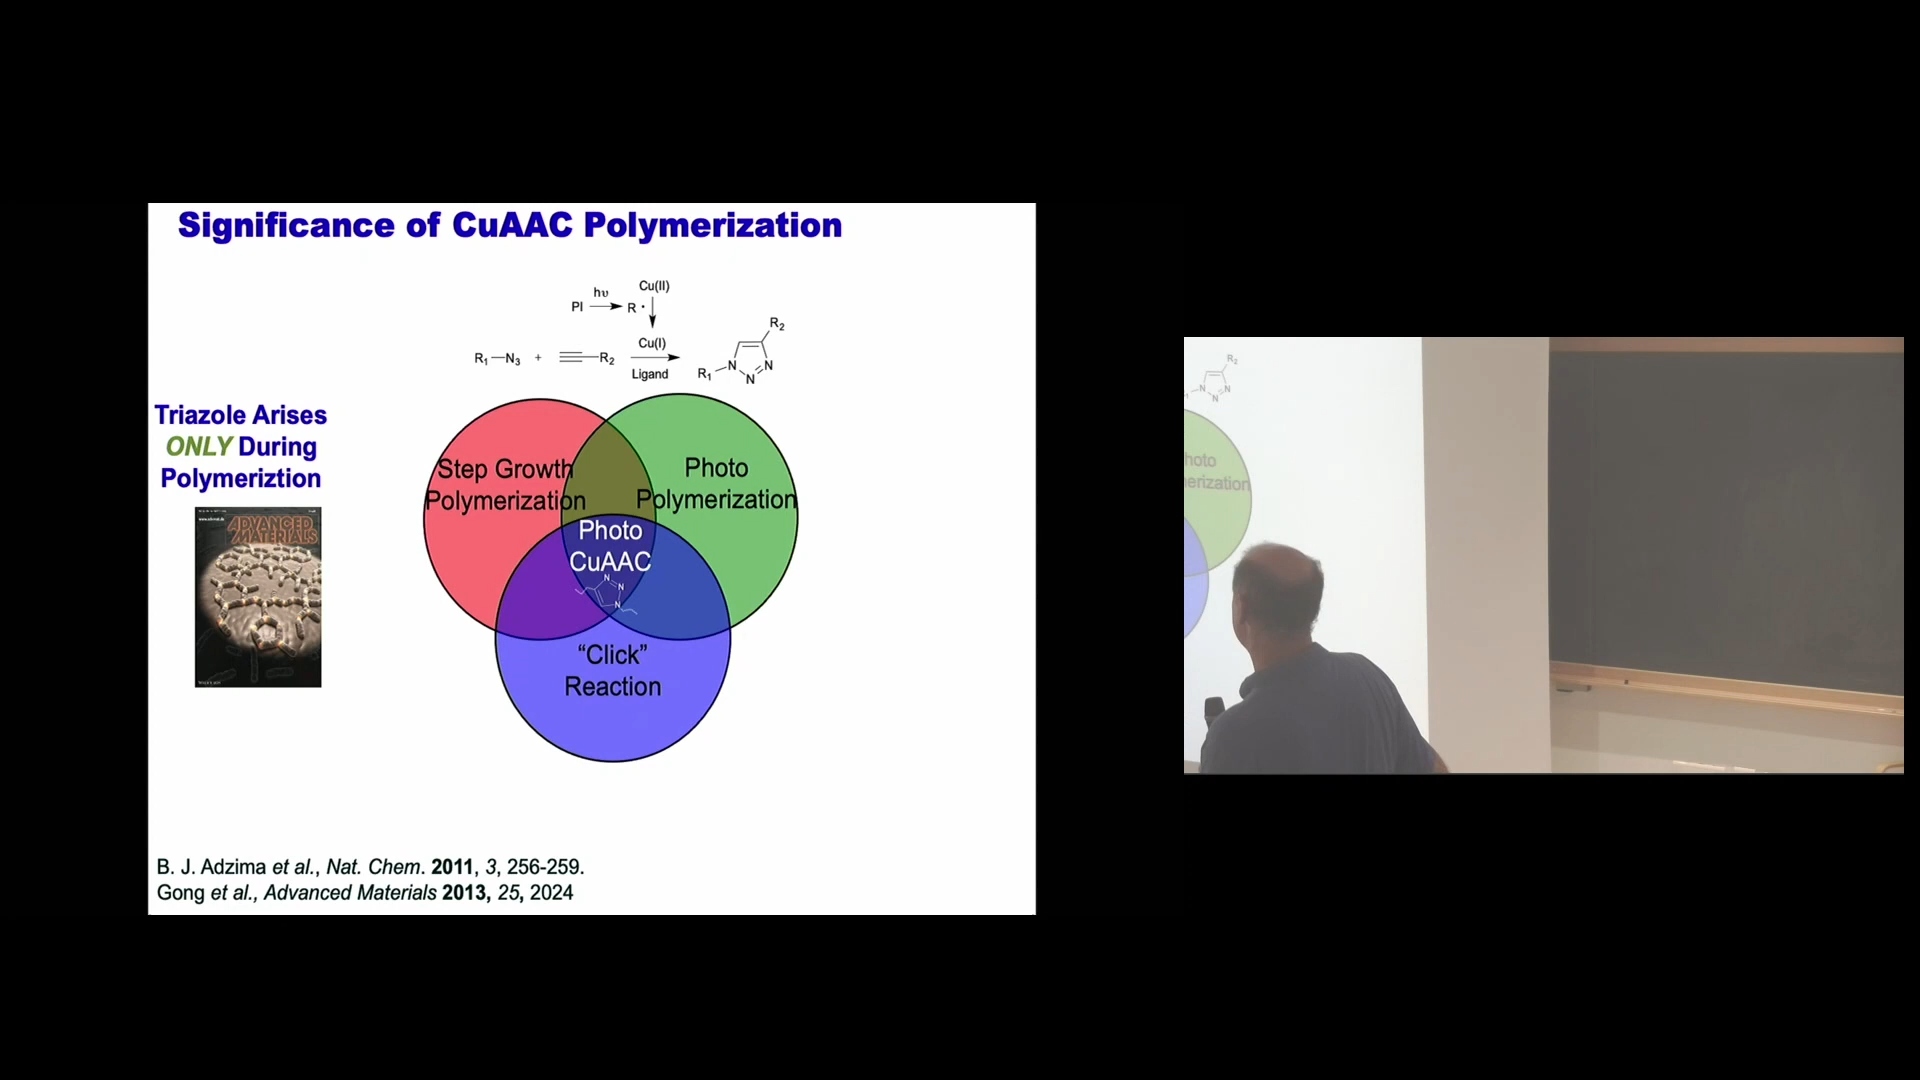 Significance of CuAAC Polymerization
Cu(II)
hυ
PI R •
Cu(I)
R1—N3 + R2
Ligand
R2
N
N
N
R1
Triazole Arises
ONLY During
Polymeriztion
ADVANCED
MATERIALS
Step Growth
Polymerization
Photo
Polymerization
Photo
CuAAC
N
N
N
“Click”
Reaction
B. J. Adzima et al., Nat. Chem. 2011, 3, 256-259.
Gong et al., Advanced Materials 2013, 25, 2024
R2
N
N
N
hoto
merization